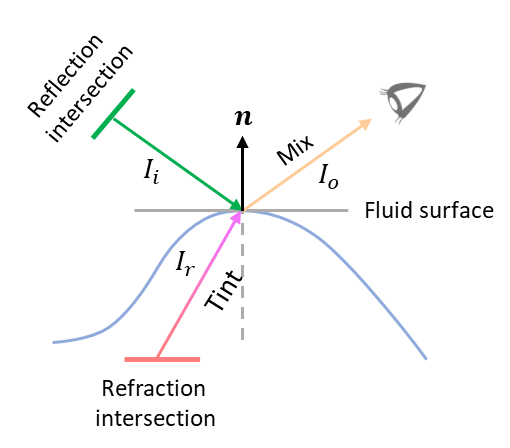 Reflection
intersection
n
Mix
I_i
I_o
Fluid surface
I_r
Tint
Refraction
intersection